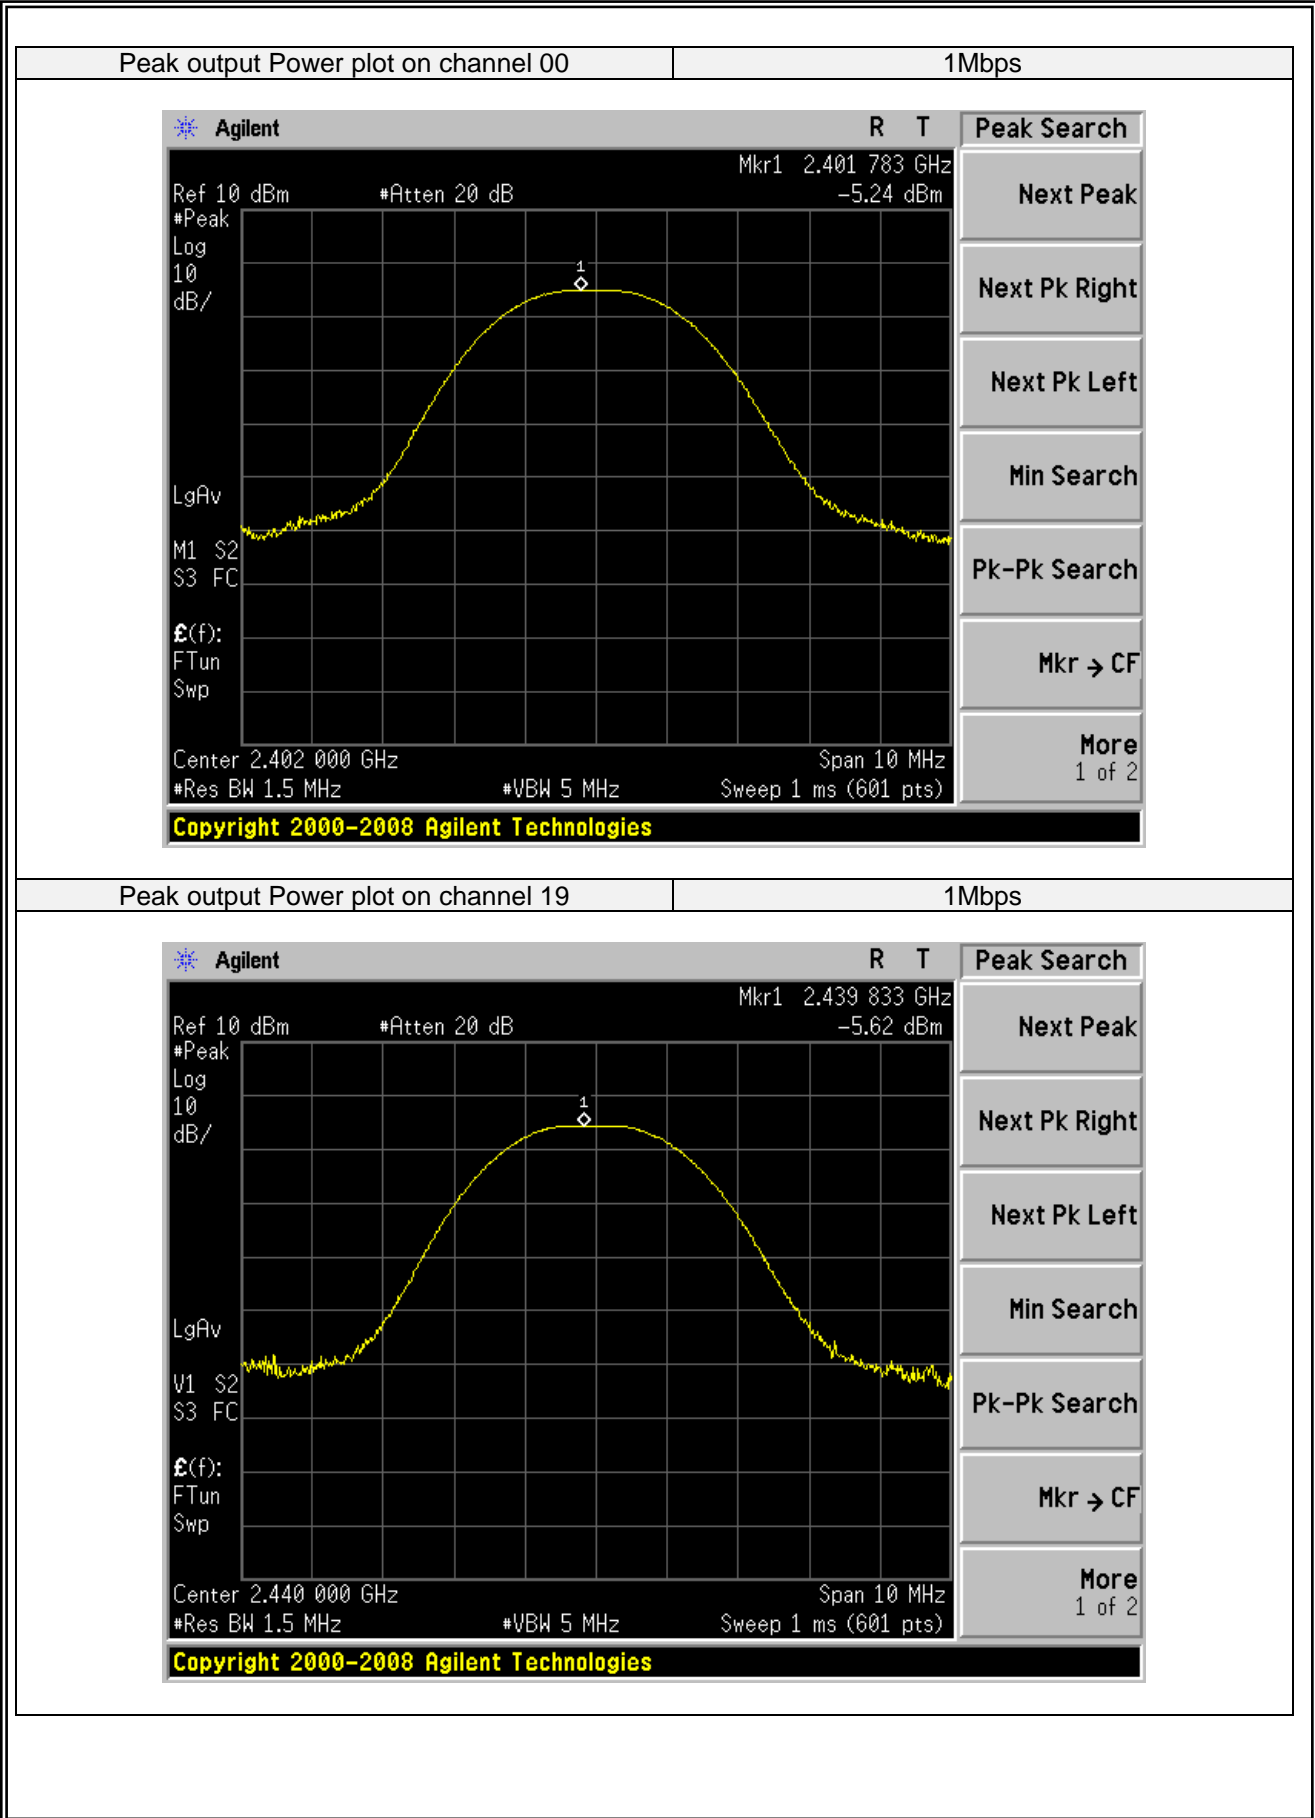 Peak output Power plot on channel 00 1Mbps
Agilent R T Peak Search
Mkr1 2.401 783 GHz
Ref 10 dBm #Atten 20 dB -5.24 dBm
#Peak
Log
10
dB/
1
LgAv
M1 S2
S3 FC
£(f):
FTun
Swp
Center 2.402 000 GHz Span 10 MHz
#Res BW 1.5 MHz #VBW 5 MHz Sweep 1 ms (601 pts)
Copyright 2000-2008 Agilent Technologies
Next Peak
Next Pk Right
Next Pk Left
Min Search
Pk-Pk Search
Mkr → CF
More
1 of 2
Peak output Power plot on channel 19 1Mbps
Agilent R T Peak Search
Mkr1 2.439 833 GHz
Ref 10 dBm #Atten 20 dB -5.62 dBm
#Peak
Log
10
dB/
1
LgAv
V1 S2
S3 FC
£(f):
FTun
Swp
Center 2.440 000 GHz Span 10 MHz
#Res BW 1.5 MHz #VBW 5 MHz Sweep 1 ms (601 pts)
Copyright 2000-2008 Agilent Technologies
Next Peak
Next Pk Right
Next Pk Left
Min Search
Pk-Pk Search
Mkr → CF
More
1 of 2